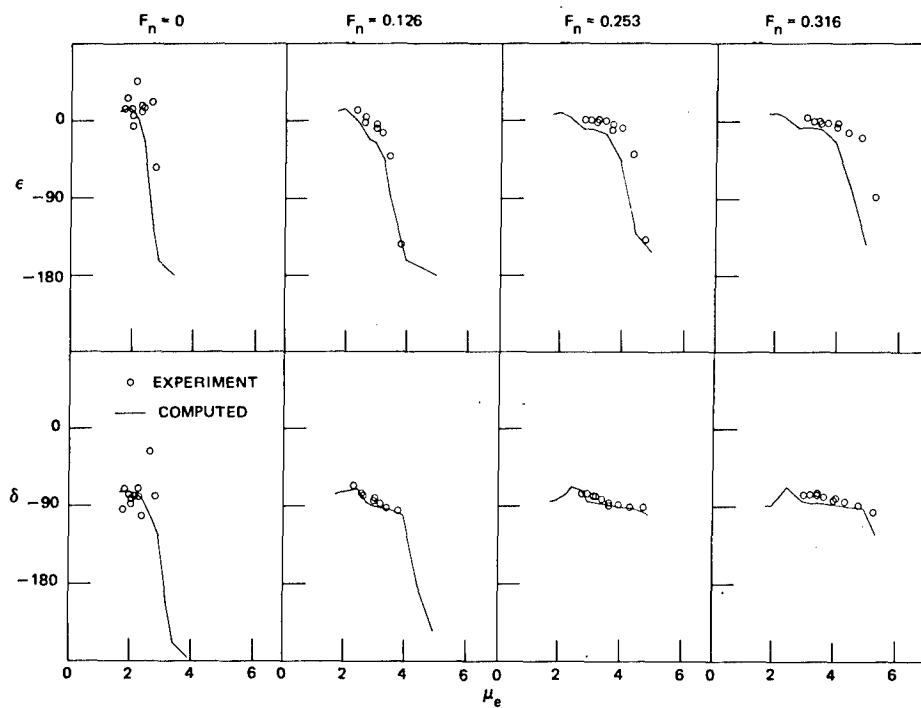 F_n = 0 F_n = 0.126 F_n = 0.253 F_n = 0.316
0
ε
-90
-180
○ EXPERIMENT
— COMPUTED
0
δ -90
-180
0 2 4 6 0 2 4 6 0 2 4 6 0 2 4 6
μ_e